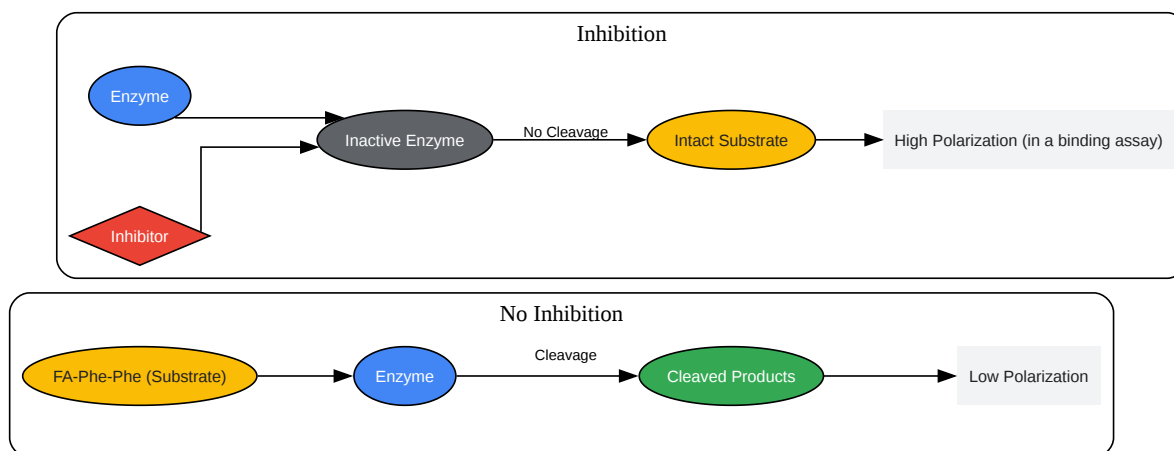 Inhibition
Enzyme
Inactive Enzyme
No Cleavage
Intact Substrate
High Polarization (in a binding assay)
Inhibitor
No Inhibition
FA-Phe-Phe (Substrate)
Enzyme
Cleavage
Cleaved Products
Low Polarization